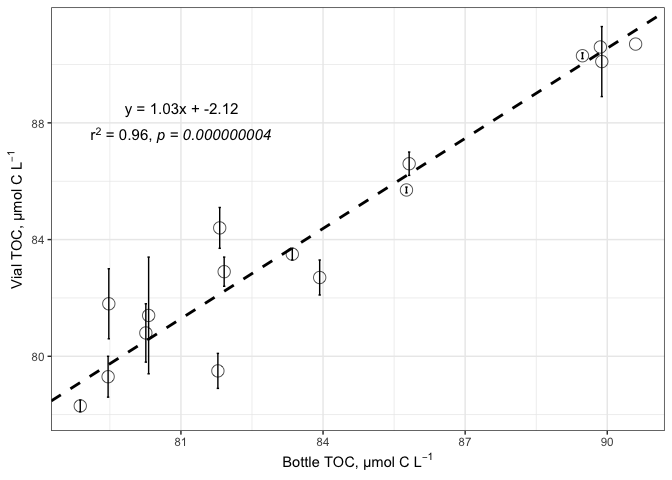 y = 1.03x + -2.12
r² = 0.96, p = 0.000000004
88
84
80
Vial TOC, μmol C L⁻¹
81 84 87 90
Bottle TOC, μmol C L⁻¹